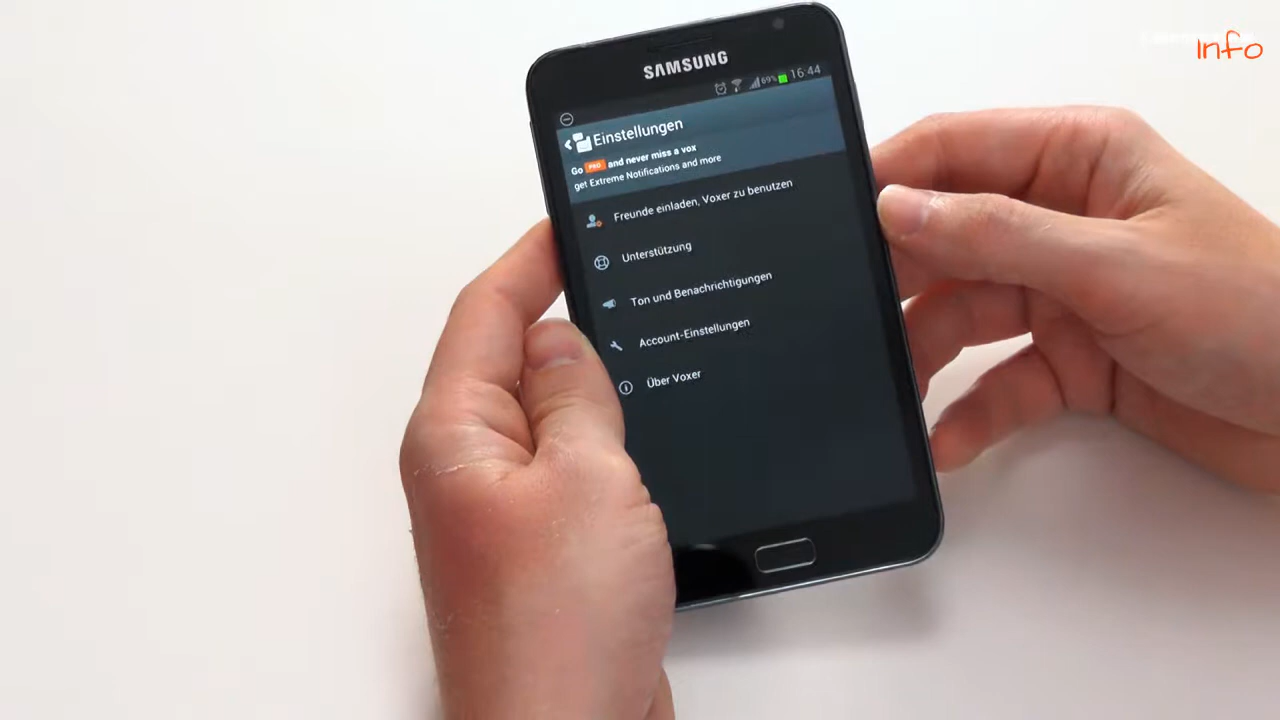 Info
SAMSUNG
69% 16:44
Einstellungen
Go PRO and never miss a vox
get Extreme Notifications and more
Freunde einladen, Voxer zu benutzen
Unterstützung
Ton und Benachrichtigungen
Account-Einstellungen
Über Voxer